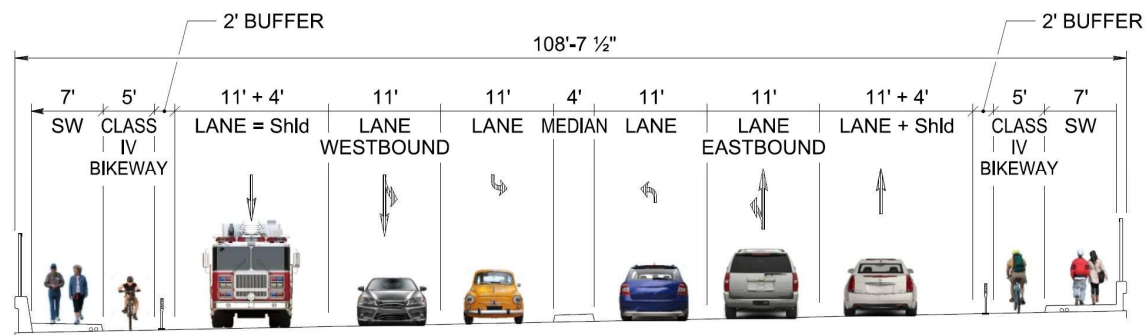 2' BUFFER
2' BUFFER
108'-7 ½"
7' 5' 11' + 4' 11' 11' 4' 11' 11' 11' + 4' 5' 7'
SW CLASS IV BIKEWAY LANE = Shld LANE WESTBOUND LANE MEDIAN LANE LANE EASTBOUND LANE + Shld CLASS IV BIKEWAY SW